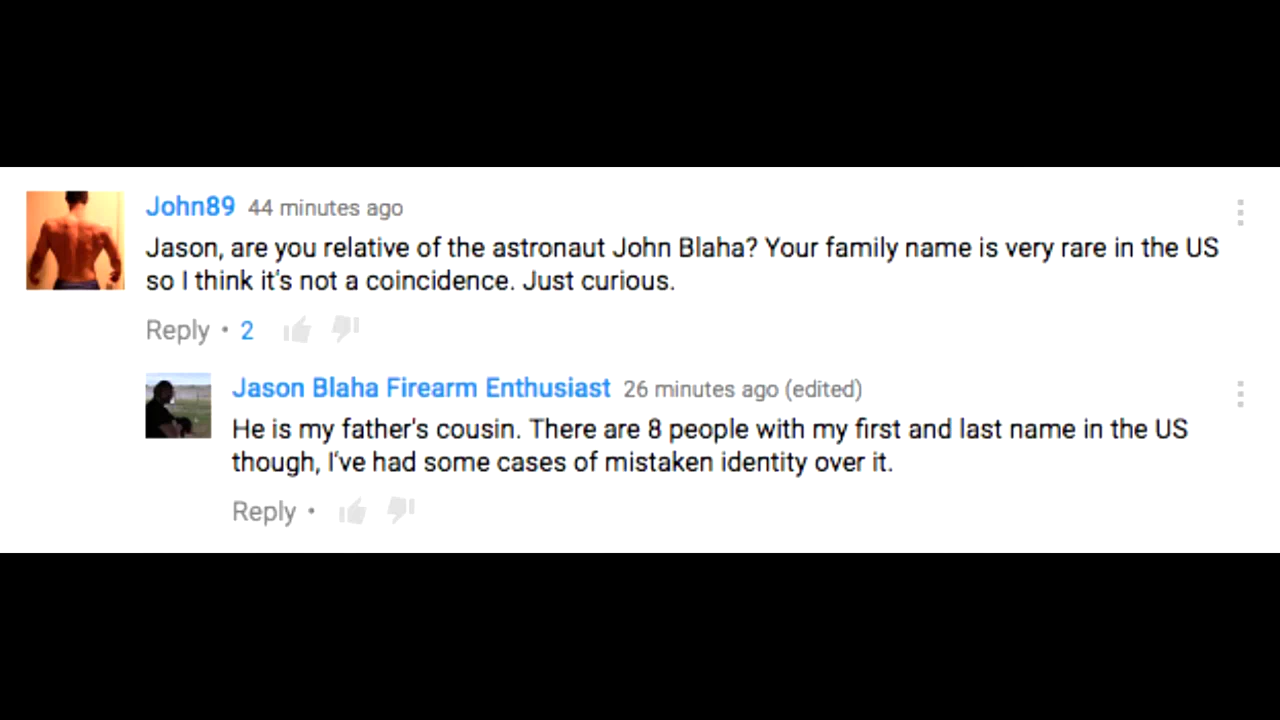 John89 44 minutes ago
Jason, are you relative of the astronaut John Blaha? Your family name is very rare in the US
so I think it's not a coincidence. Just curious.
Reply • 2
Jason Blaha Firearm Enthusiast 26 minutes ago (edited)
He is my father's cousin. There are 8 people with my first and last name in the US
though, I've had some cases of mistaken identity over it.
Reply •